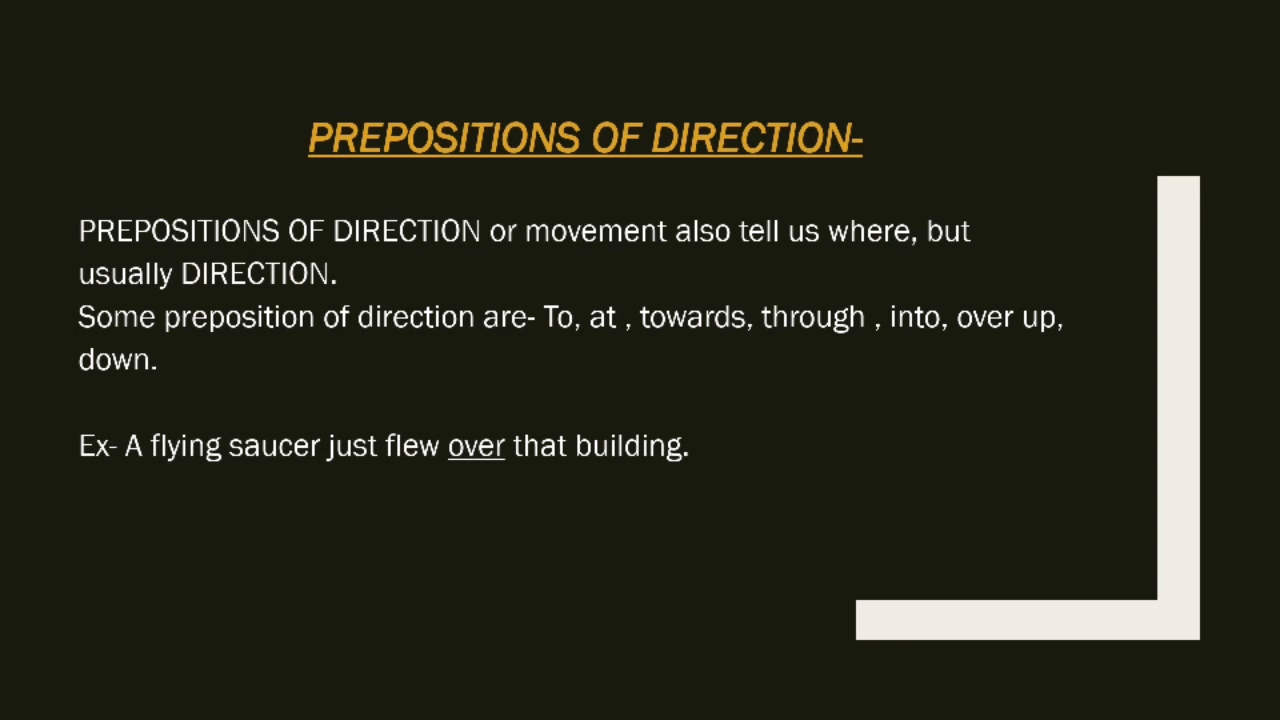 PREPOSITIONS OF DIRECTION-
PREPOSITIONS OF DIRECTION or movement also tell us where, but
usually DIRECTION.
Some preposition of direction are- To, at , towards, through , into, over up,
down.
Ex- A flying saucer just flew over that building.